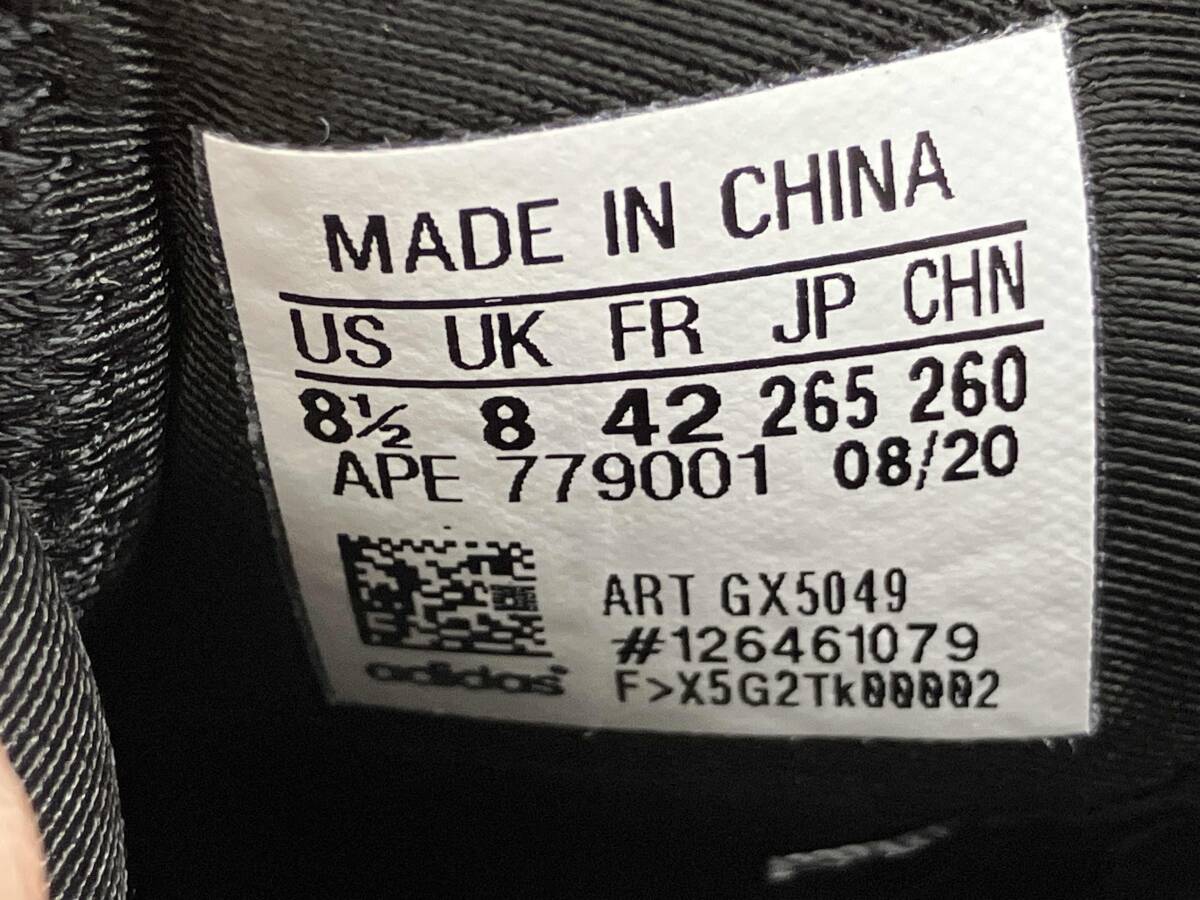 MADE IN CHINA
US UK FR JP CHN
8½ 8 42 265 260
APE 779001 08/20
ART GX5049
#126461079
F>X5G2Tk00002
adidas